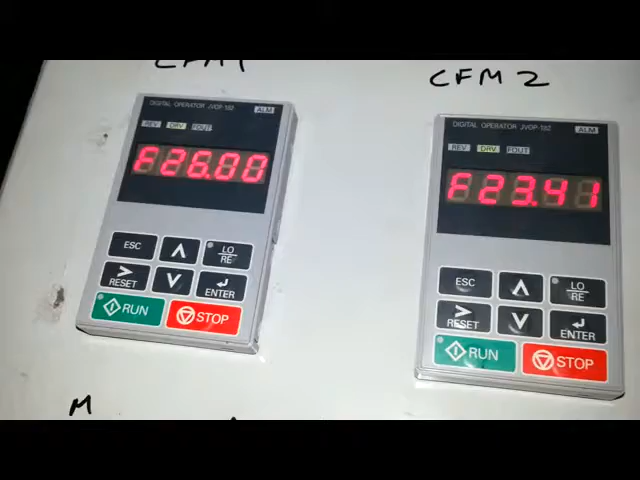 CFM1
CFM 2
DIGITAL OPERATOR JVOP-182
ALM
REV DRV FOUT
F26.00
ESC
LO
RE
>
RESET
ENTER
RUN
STOP
DIGITAL OPERATOR JVOP-182
ALM
REV DRV FOUT
F23.41
ESC
LO
RE
>
RESET
ENTER
RUN
STOP
M